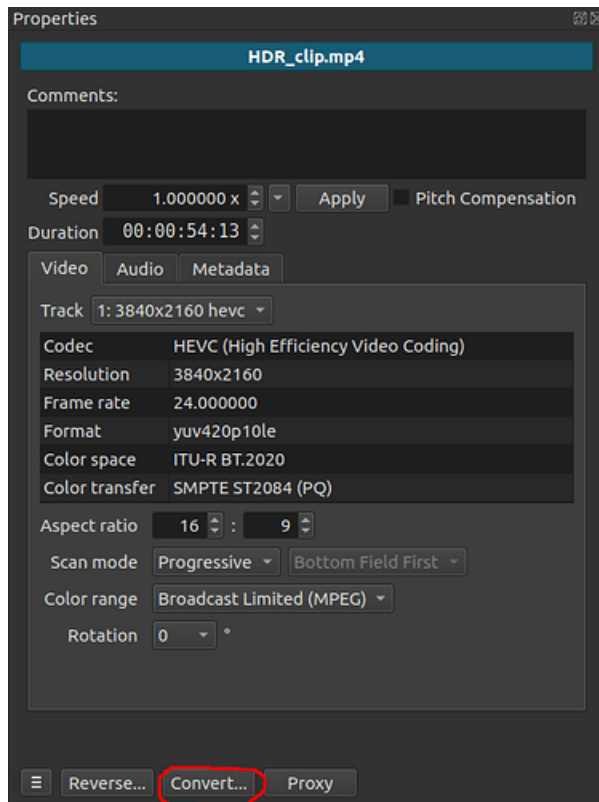 Properties
HDR_clip.mp4
Comments:
Speed 1.000000 x Apply Pitch Compensation
Duration 00:00:54:13
Video Audio Metadata
Track 1: 3840x2160 hevc
Codec HEVC (High Efficiency Video Coding)
Resolution 3840x2160
Frame rate 24.000000
Format yuv420p10le
Color space ITU-R BT.2020
Color transfer SMPTE ST2084 (PQ)
Aspect ratio 16 : 9
Scan mode Progressive Bottom Field First
Color range Broadcast Limited (MPEG)
Rotation 0 °
Reverse... Convert... Proxy